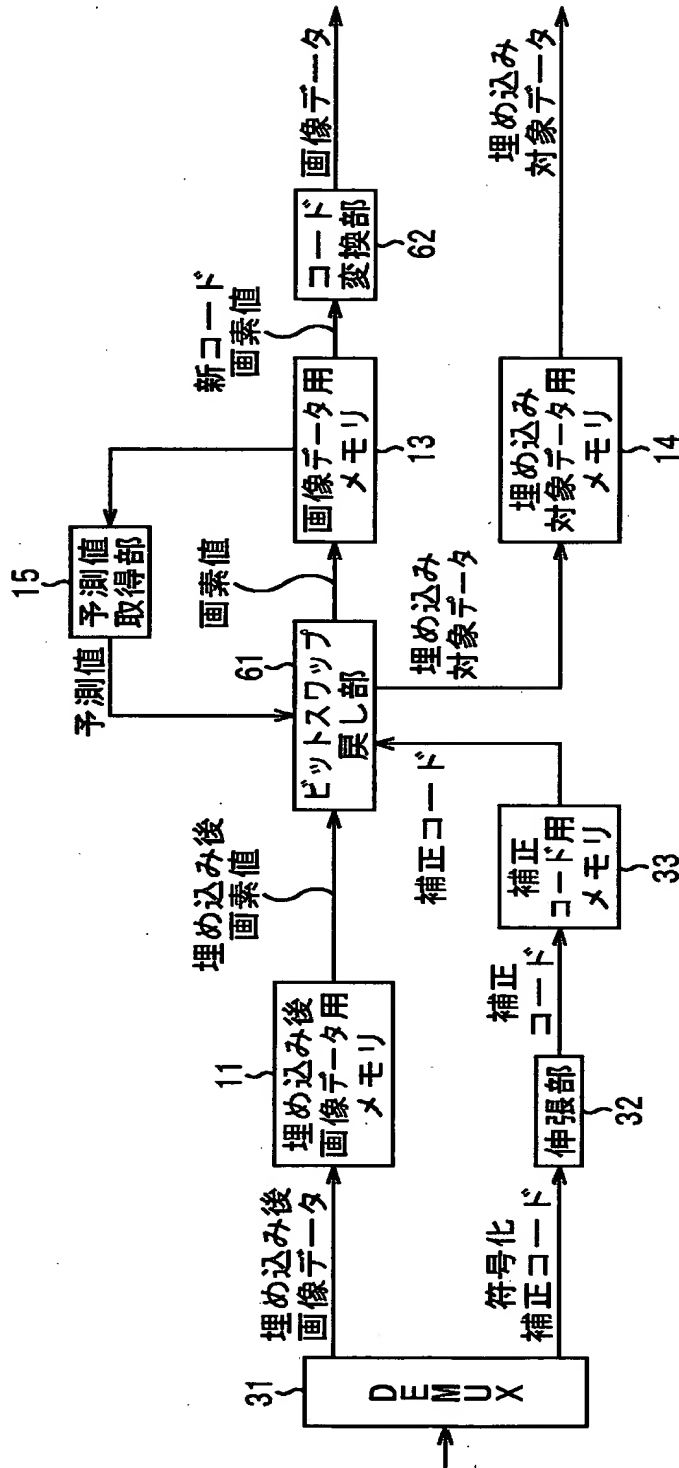 31
DEMUX
埋め込み後
画像データ
符号化
補正コード
11
埋め込み後
画像データ用
メモリ
32
伸張部
埋め込み後
画素値
補正
コード
33
補正
コード用
メモリ
補正コード
15
予測値
取得部
予測値
61
ビットスワップ
戻し部
画素値
埋め込み
対象データ
13
画像データ用
メモリ
14
埋め込み
対象データ用
メモリ
新コード
画素値
62
コード
変換部
画像データ
埋め込み
対象データ